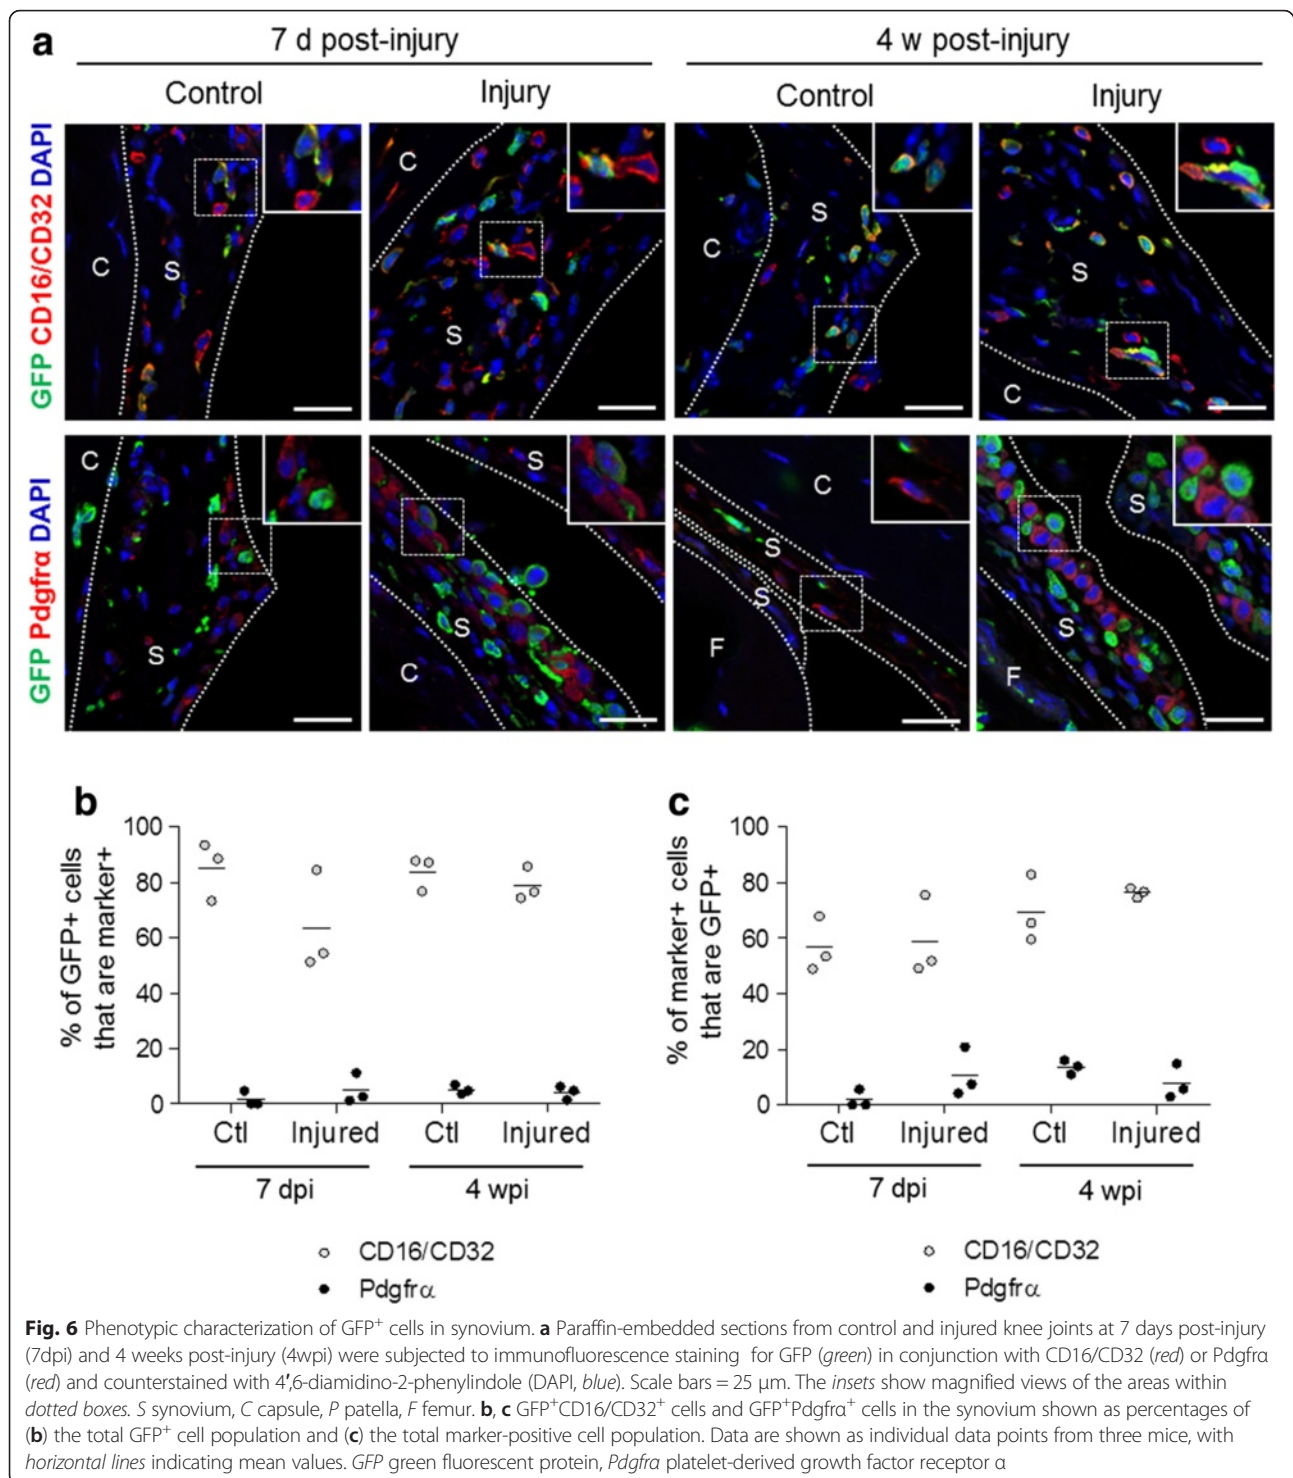 a
7 d post-injury
4 w post-injury
Control
Injury
Control
Injury
GFP CD16/CD32 DAPI
C
S
C
S
C
S
S
C
GFP Pdgfrα DAPI
C
S
S
S
C
C
S
S
F
S
S
F
b
% of GFP+ cells
that are marker+
100
80
60
40
20
0
Ctl
Injured
Ctl
Injured
7 dpi
4 wpi
CD16/CD32
Pdgfrα
c
% of marker+ cells
that are GFP+
100
80
60
40
20
0
Ctl
Injured
Ctl
Injured
7 dpi
4 wpi
CD16/CD32
Pdgfrα
Fig. 6 Phenotypic characterization of GFP⁺ cells in synovium. a Paraffin-embedded sections from control and injured knee joints at 7 days post-injury
(7dpi) and 4 weeks post-injury (4wpi) were subjected to immunofluorescence staining for GFP (green) in conjunction with CD16/CD32 (red) or Pdgfrα
(red) and counterstained with 4′,6-diamidino-2-phenylindole (DAPI, blue). Scale bars = 25 μm. The insets show magnified views of the areas within
dotted boxes. S synovium, C capsule, P patella, F femur. b, c GFP⁺CD16/CD32⁺ cells and GFP⁺Pdgfrα⁺ cells in the synovium shown as percentages of
(b) the total GFP⁺ cell population and (c) the total marker-positive cell population. Data are shown as individual data points from three mice, with
horizontal lines indicating mean values. GFP green fluorescent protein, Pdgfrα platelet-derived growth factor receptor α